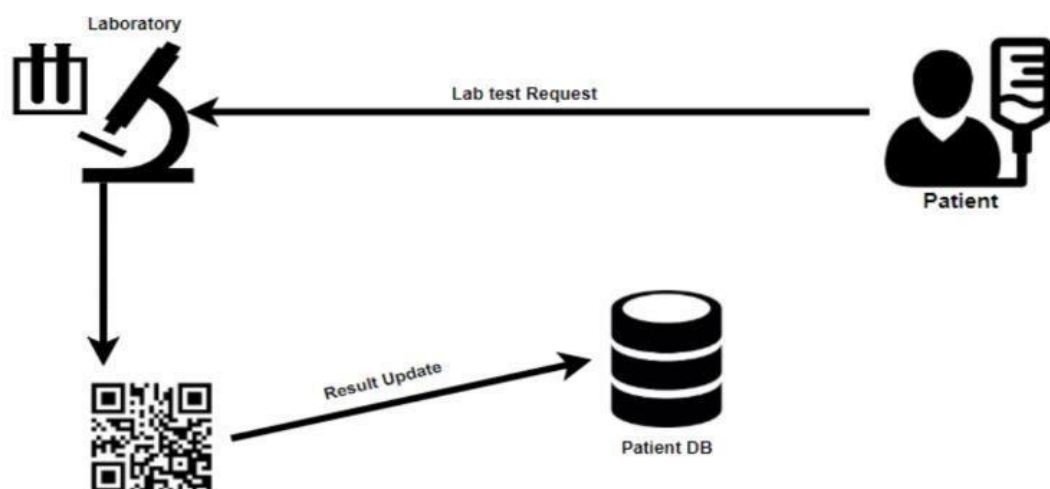 Laboratory
Lab test Request
Patient
Result Update
Patient DB